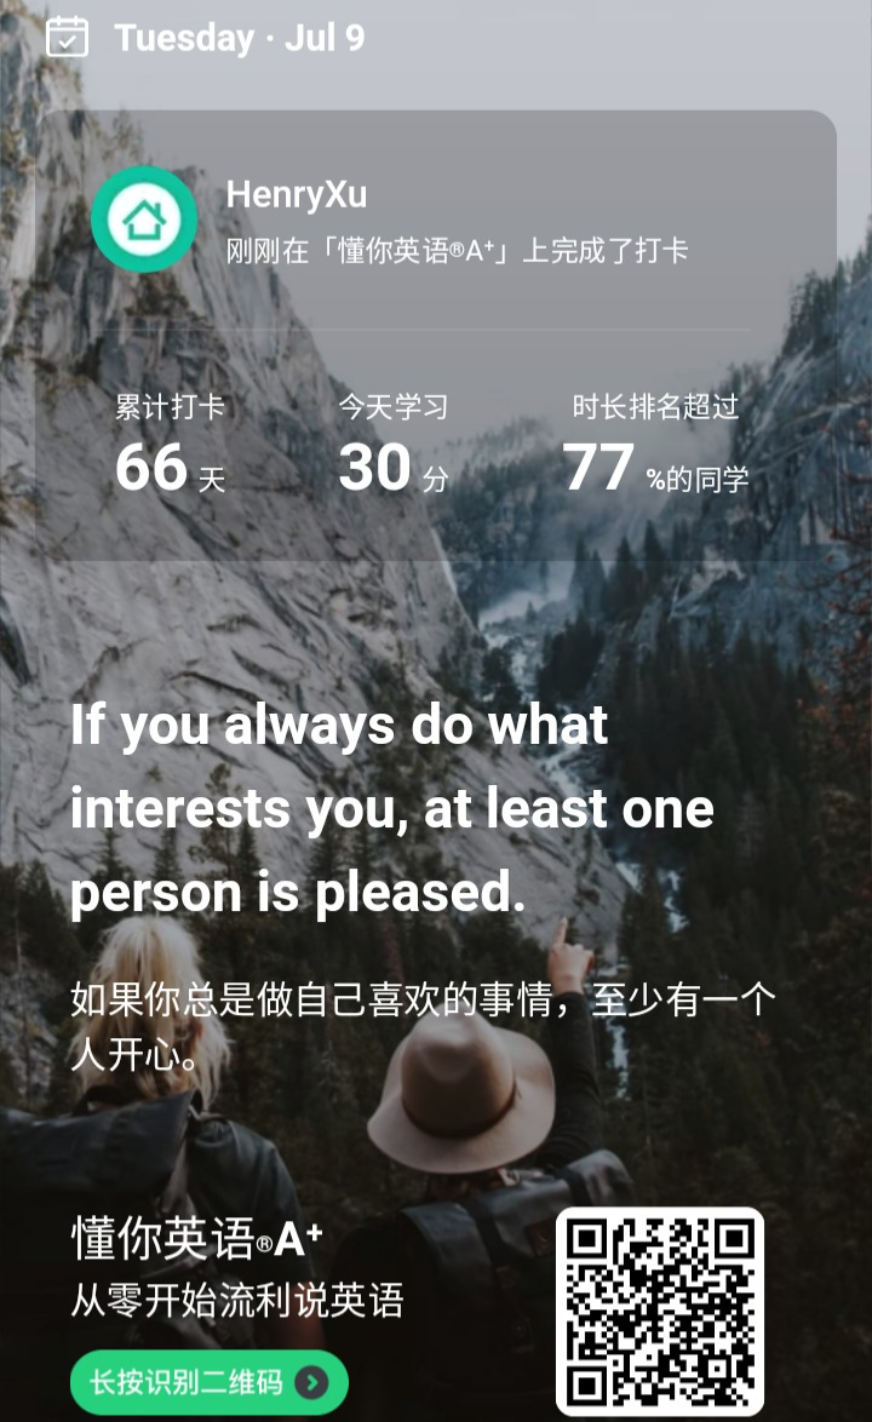 Tuesday · Jul 9
HenryXu
刚刚在「懂你英语®A⁺」上完成了打卡
累计打卡 今天学习 时长排名超过
66 天 30 分 77 %的同学
If you always do what
interests you, at least one
person is pleased.
如果你总是做自己喜欢的事情，至少有一个
人开心。
懂你英语®A⁺
从零开始流利说英语
长按识别二维码